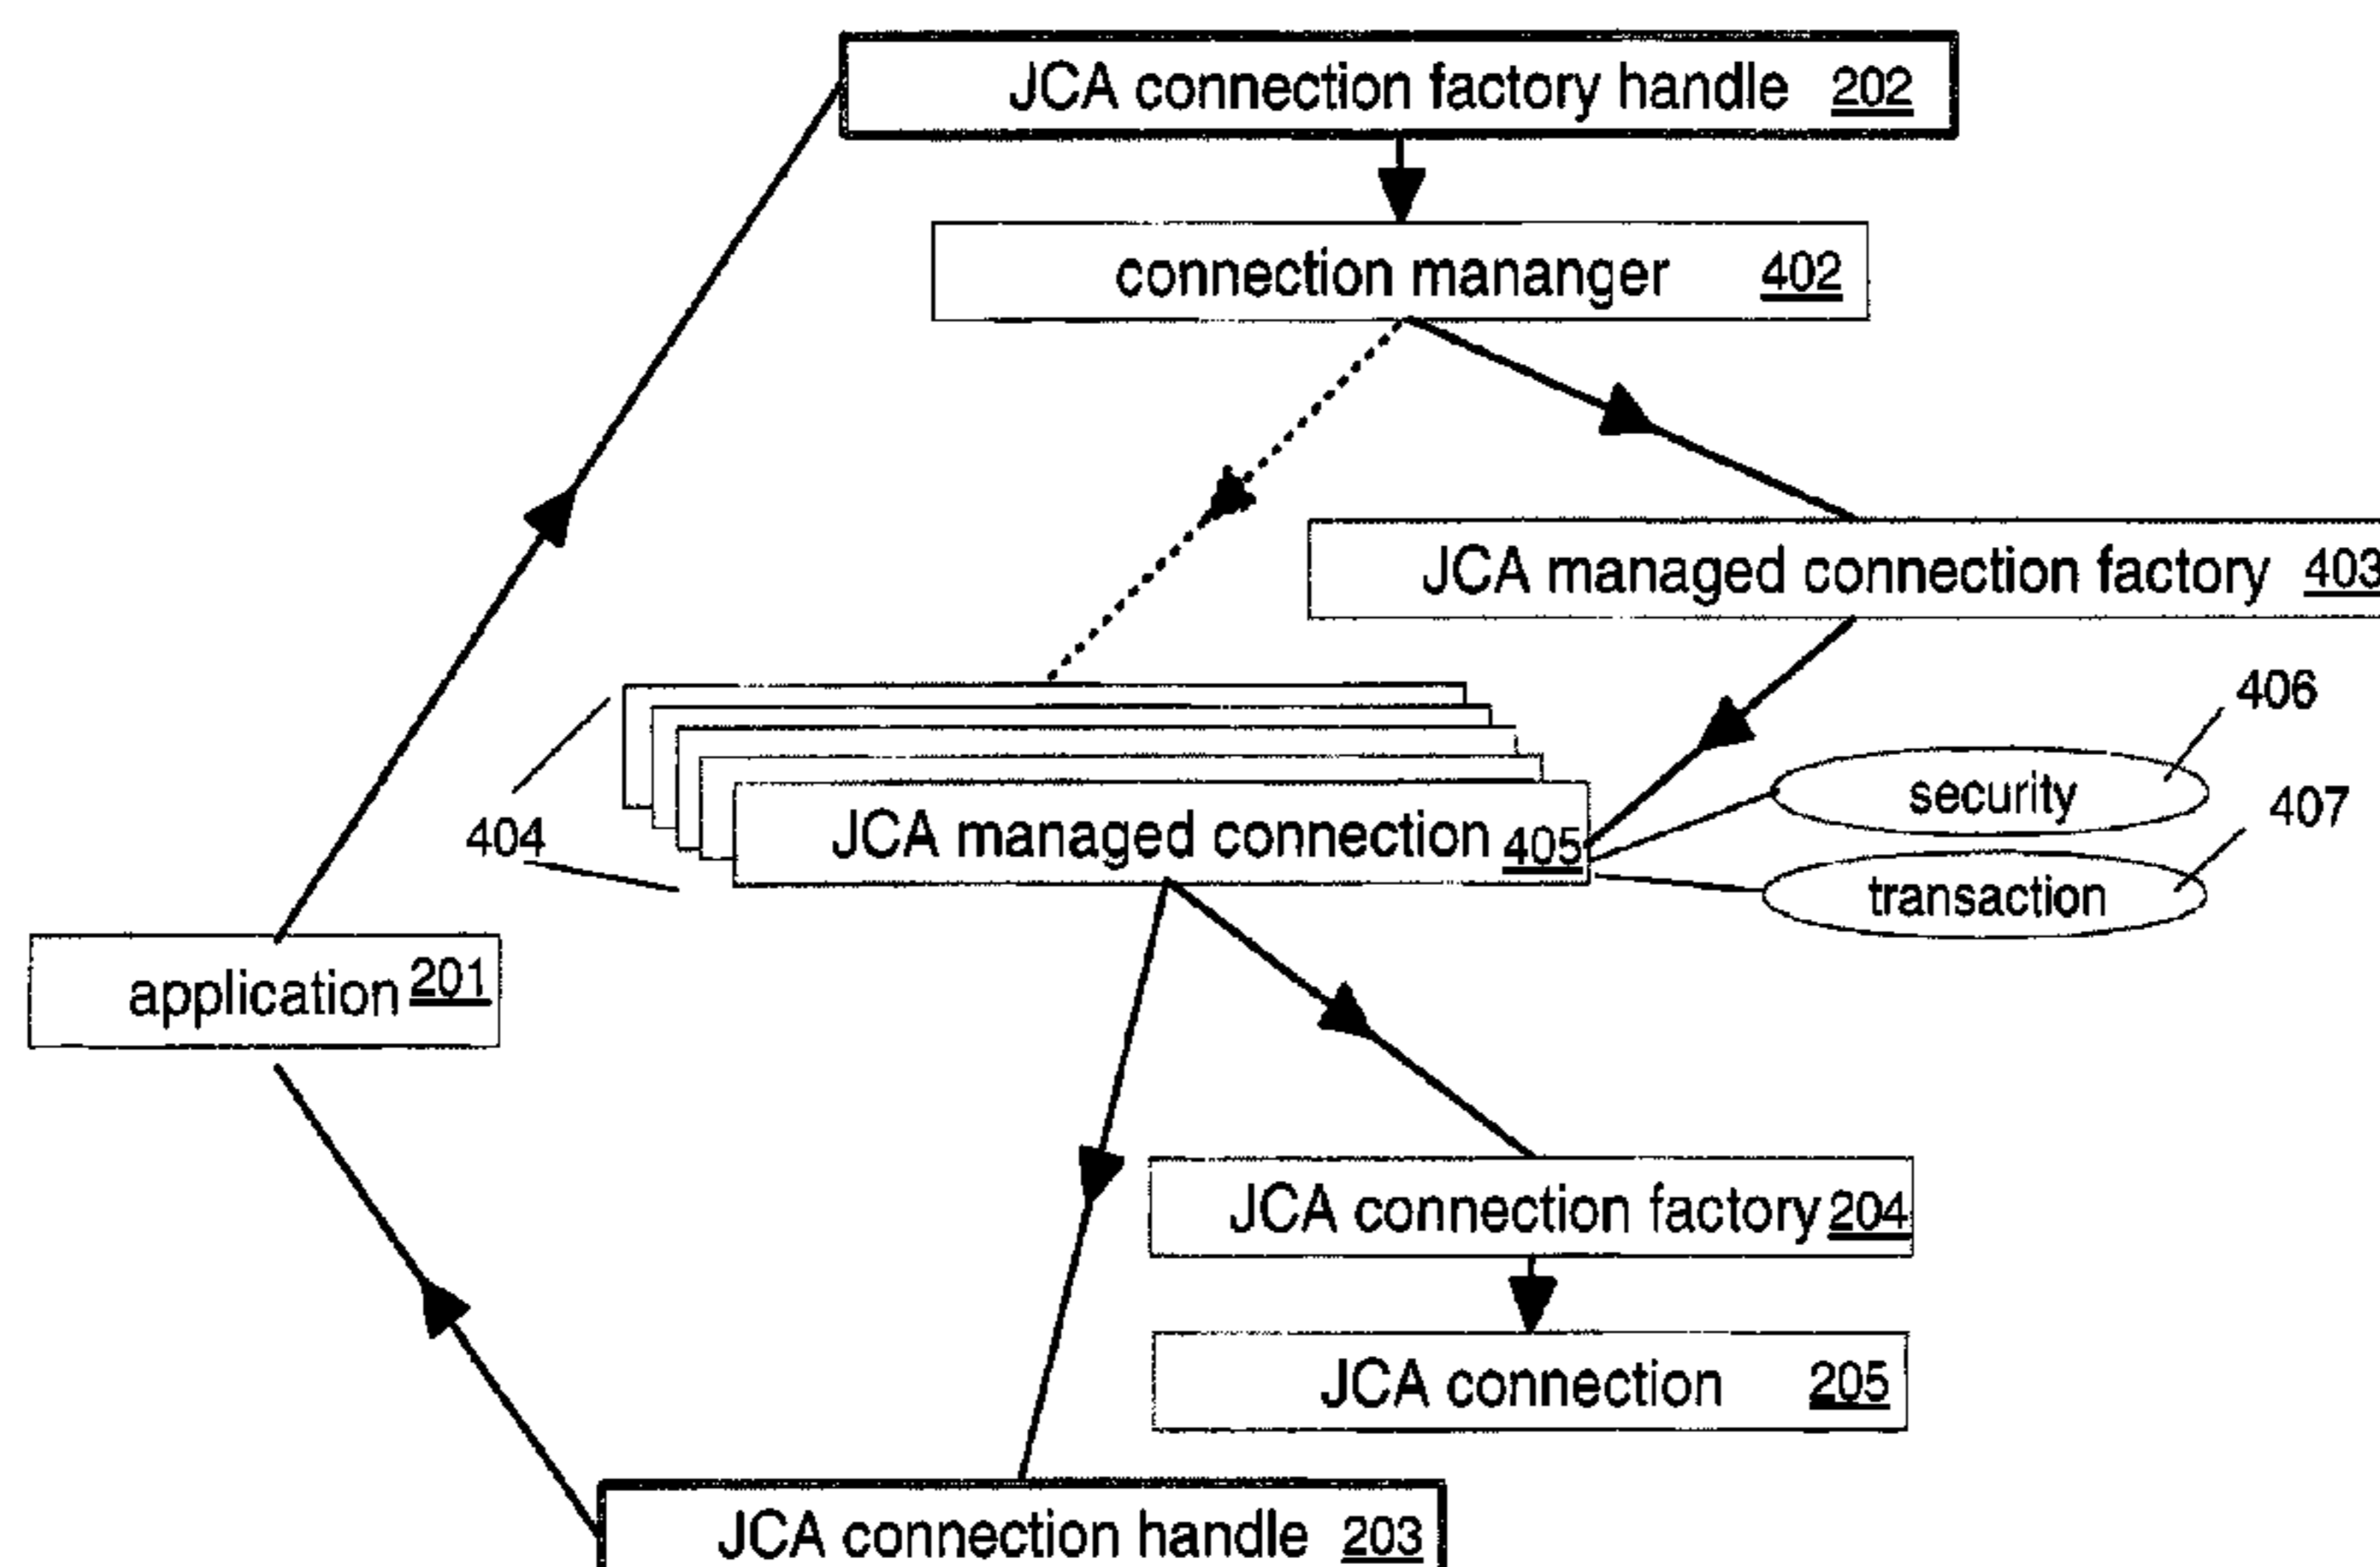 JCA connection factory handle 202
connection mananger 402
JCA managed connection factory 403
406
security
407
404
JCA managed connection 405
transaction
application 201
JCA connection factory 204
JCA connection 205
JCA connection handle 203